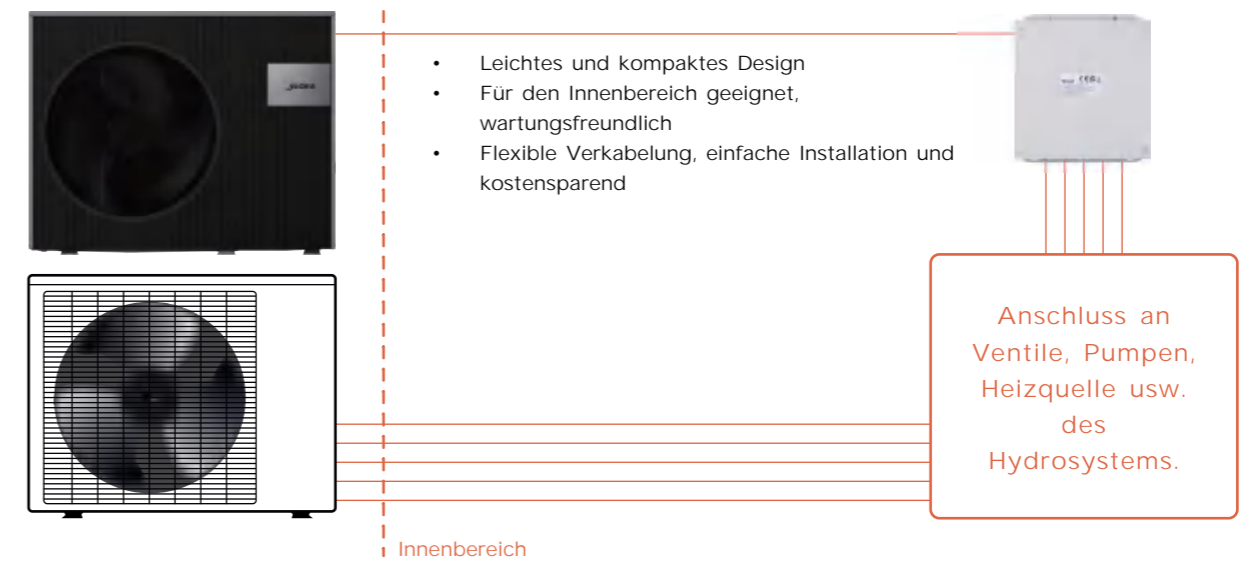 • Leichtes und kompaktes Design
• Für den Innenbereich geeignet,
wartungsfreundlich
• Flexible Verkabelung, einfache Installation und
kostensparend
Anschluss an
Ventile, Pumpen,
Heizquelle usw.
des
Hydrosystems.
Innenbereich